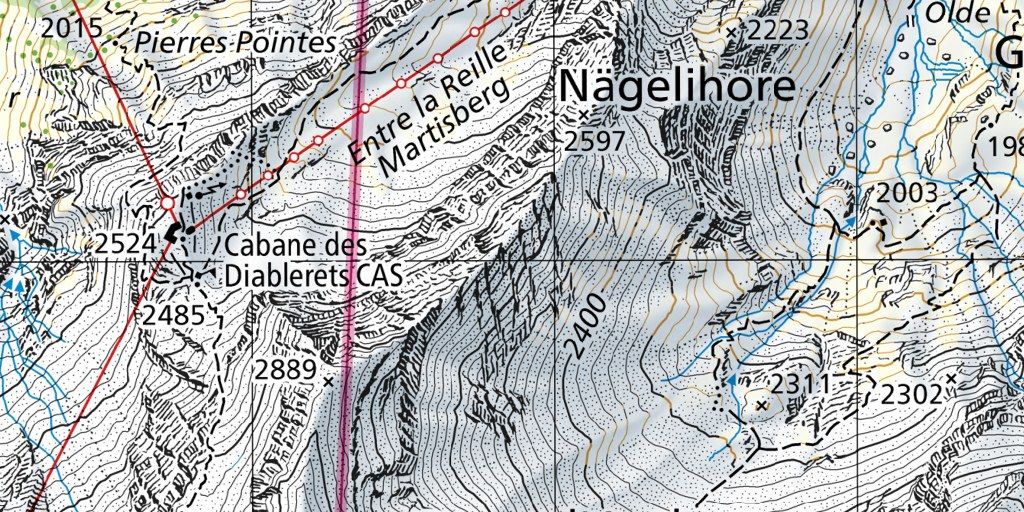 2015
Pierres Pointes
2223
Olde
Nägelihore
Entre la Reille
Martisberg
2597
2003
2524
Cabane des
Diablerets CAS
2485
2400
2889
2311
2302